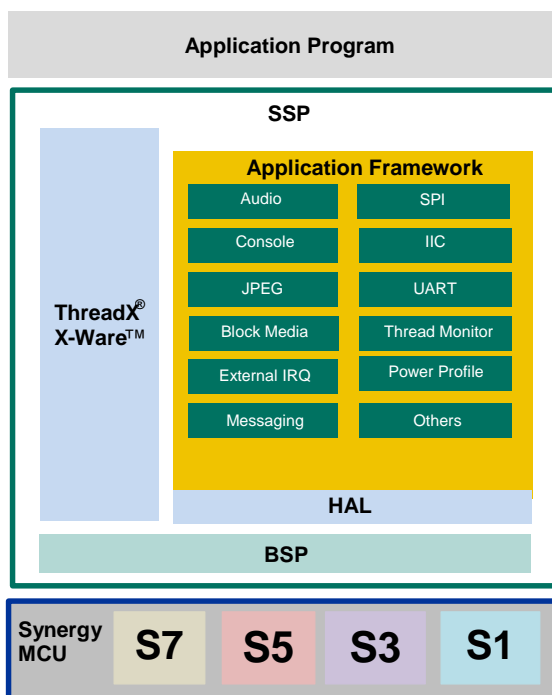 Application Program
SSP
Application Framework
Audio
SPI
Console
IIC
JPEG
UART
ThreadX®
X-Ware™
Block Media
Thread Monitor
External IRQ
Power Profile
Messaging
Others
HAL
BSP
Synergy
MCU
S7
S5
S3
S1